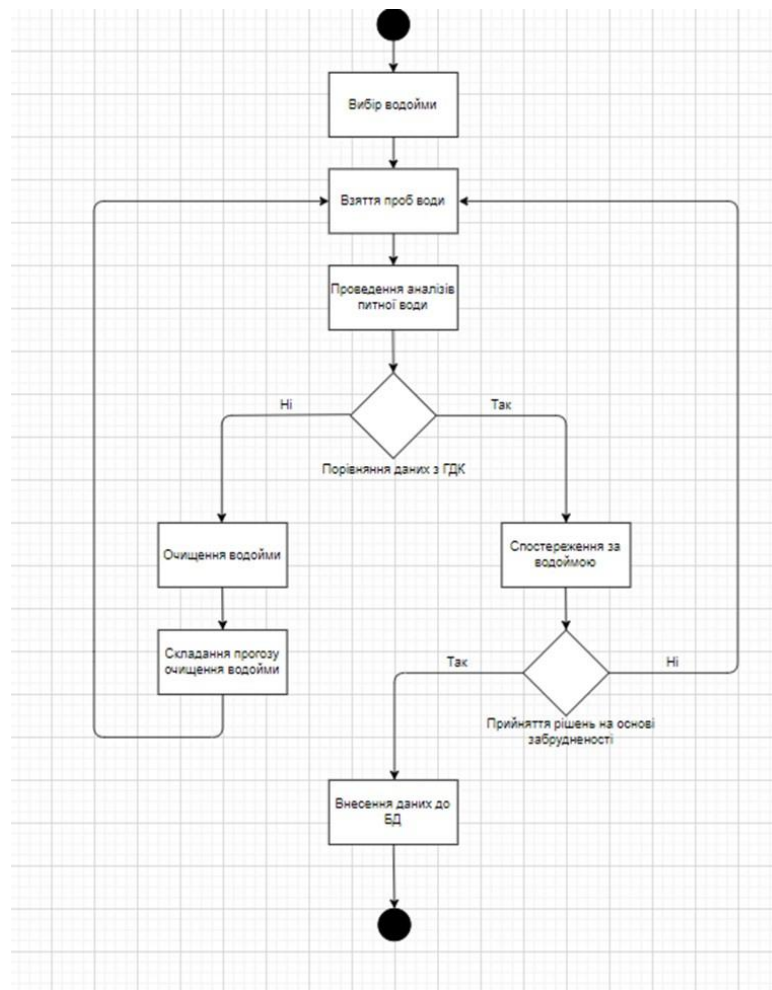 Вибір водойми
Взяття проб води
Проведення аналізів
питної води
Ні
Так
Порівняння даних з ГДК
Очищення водойми
Спостереження за
водоймою
Складання прогозу
очищення водойми
Так
Ні
Прийняття рішень на основі
забрудненості
Внесення даних до
БД